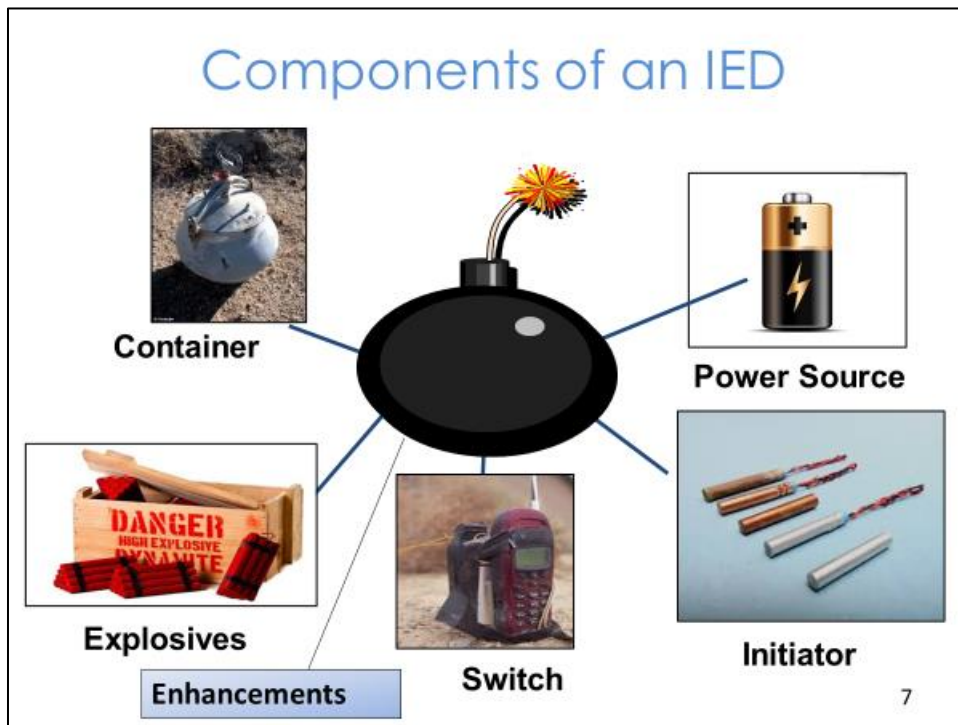 Components of an IED
Container
Power Source
DANGER
HIGH EXPLOSIVE
DYNAMITE
Explosives
Switch
Initiator
Enhancements
7